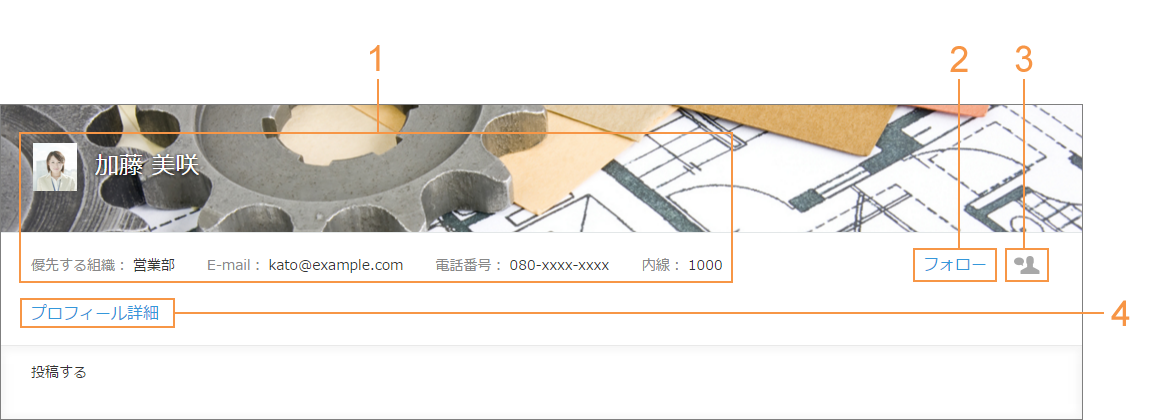 1
2
3
加藤 美咲
優先する組織： 営業部 E-mail： kato@example.com 電話番号： 080-xxxx-xxxx 内線： 1000
フォロー
プロフィール詳細
4
投稿する